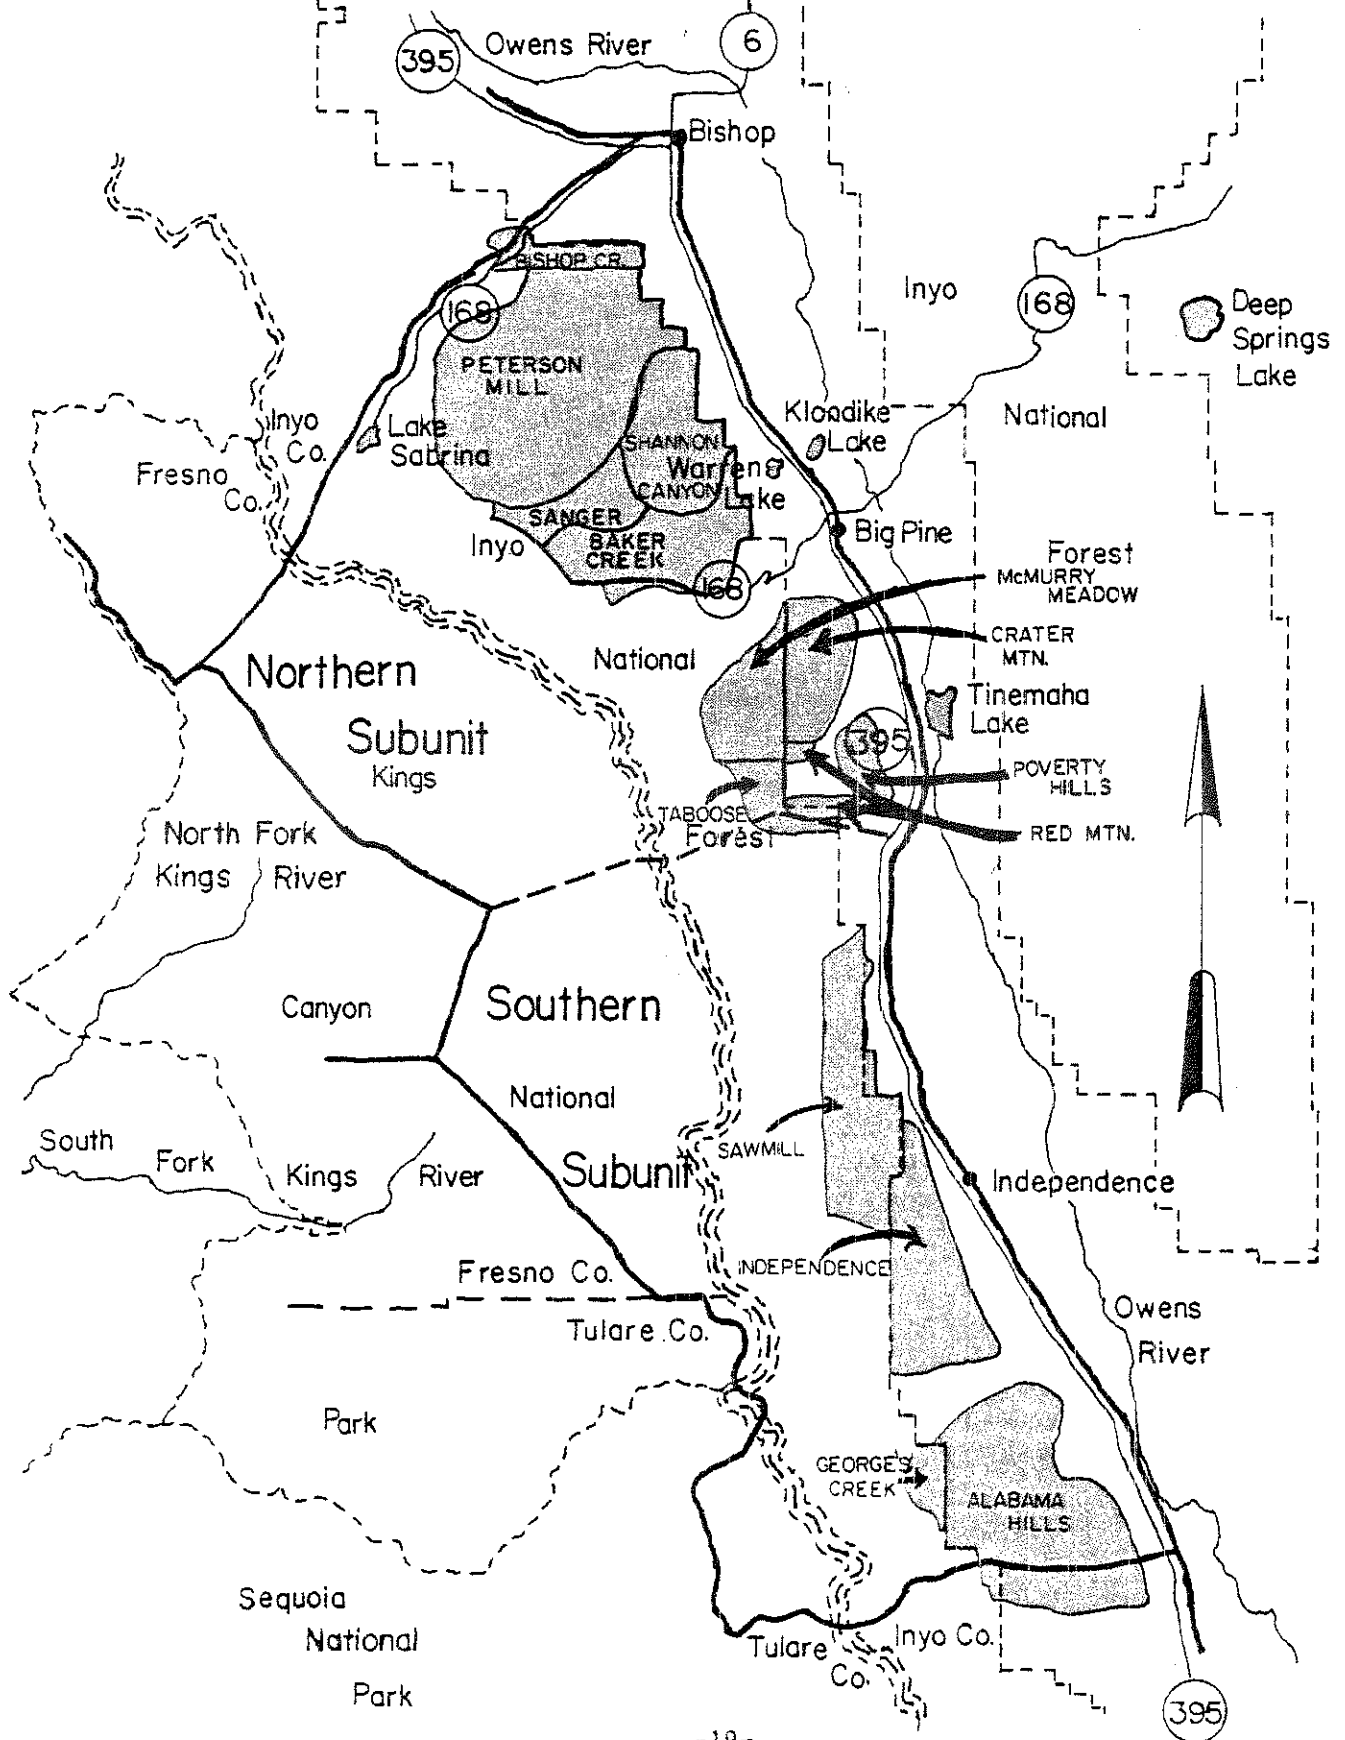 395
Owens River
6
Bishop
BISHOP CR.
168
PETERSON
MILL
Inyo
168
Deep
Springs
Lake
Inyo
Co.
Lake
Sabrina
Klondike
Lake
National
SHANNON
CANYON
Warren
Lake
Fresno
Co.
SANGER
BAKER
CREEK
Inyo
168
Big Pine
Forest
McMURRY
MEADOW
CRATER
MTN.
Northern
Subunit
National
Tinemaha
Lake
395
Kings
POVERTY
HILLS
TABOOSE
Forest
RED MTN.
North Fork
Kings River
Canyon
Southern
National
Subunit
South
Fork
Kings
River
SAWMILL
Independence
INDEPENDENCE
Fresno Co.
Tulare Co.
Owens
River
Park
GEORGES
CREEK
ALABAMA
HILLS
Sequoia
National
Park
Tulare
Co.
Inyo Co.
395